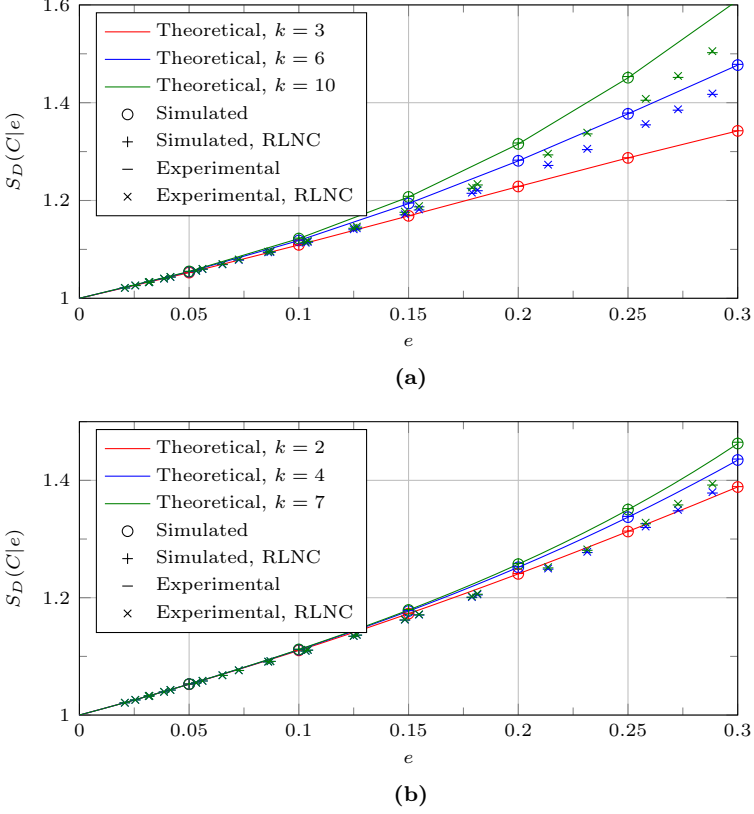 1.6
1.4
1.2
1
S_D(C|e)
Theoretical, k = 3
Theoretical, k = 6
Theoretical, k = 10
Simulated
Simulated, RLNC
Experimental
Experimental, RLNC
0 0.05 0.1 0.15 0.2 0.25 0.3
e
(a)
1.4
1.2
1
S_D(C|e)
Theoretical, k = 2
Theoretical, k = 4
Theoretical, k = 7
Simulated
Simulated, RLNC
Experimental
Experimental, RLNC
0 0.05 0.1 0.15 0.2 0.25 0.3
e
(b)